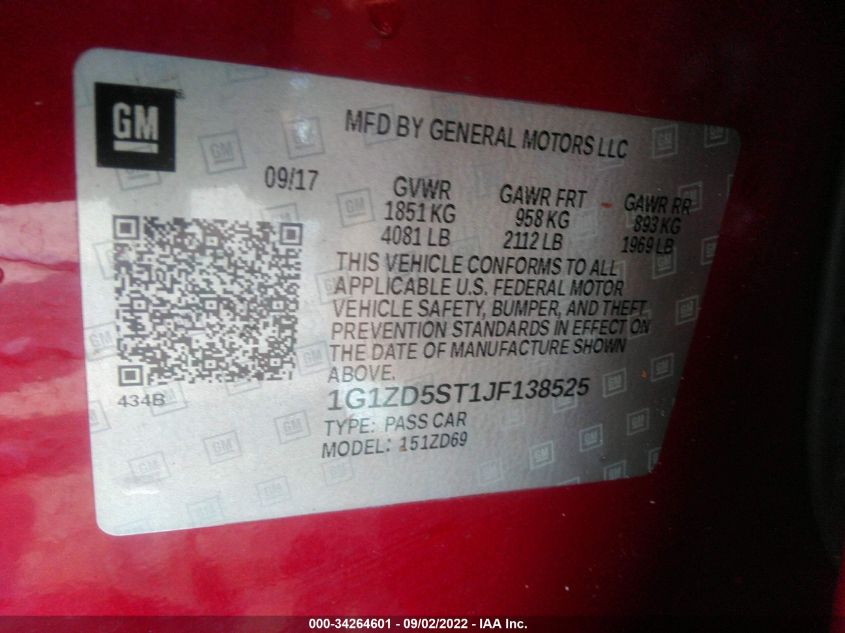 GM
MFD BY GENERAL MOTORS LLC
09/17
GVWR GAWR FRT GAWR RR
1851 KG 958 KG 893 KG
4081 LB 2112 LB 1969 LB
THIS VEHICLE CONFORMS TO ALL
APPLICABLE U.S. FEDERAL MOTOR
VEHICLE SAFETY, BUMPER, AND THEFT
PREVENTION STANDARDS IN EFFECT ON
THE DATE OF MANUFACTURE SHOWN
ABOVE.
434B
1G1ZD5ST1JF138525
TYPE: PASS CAR
MODEL: 151ZD69
000-34264601 - 09/02/2022 - IAA Inc.